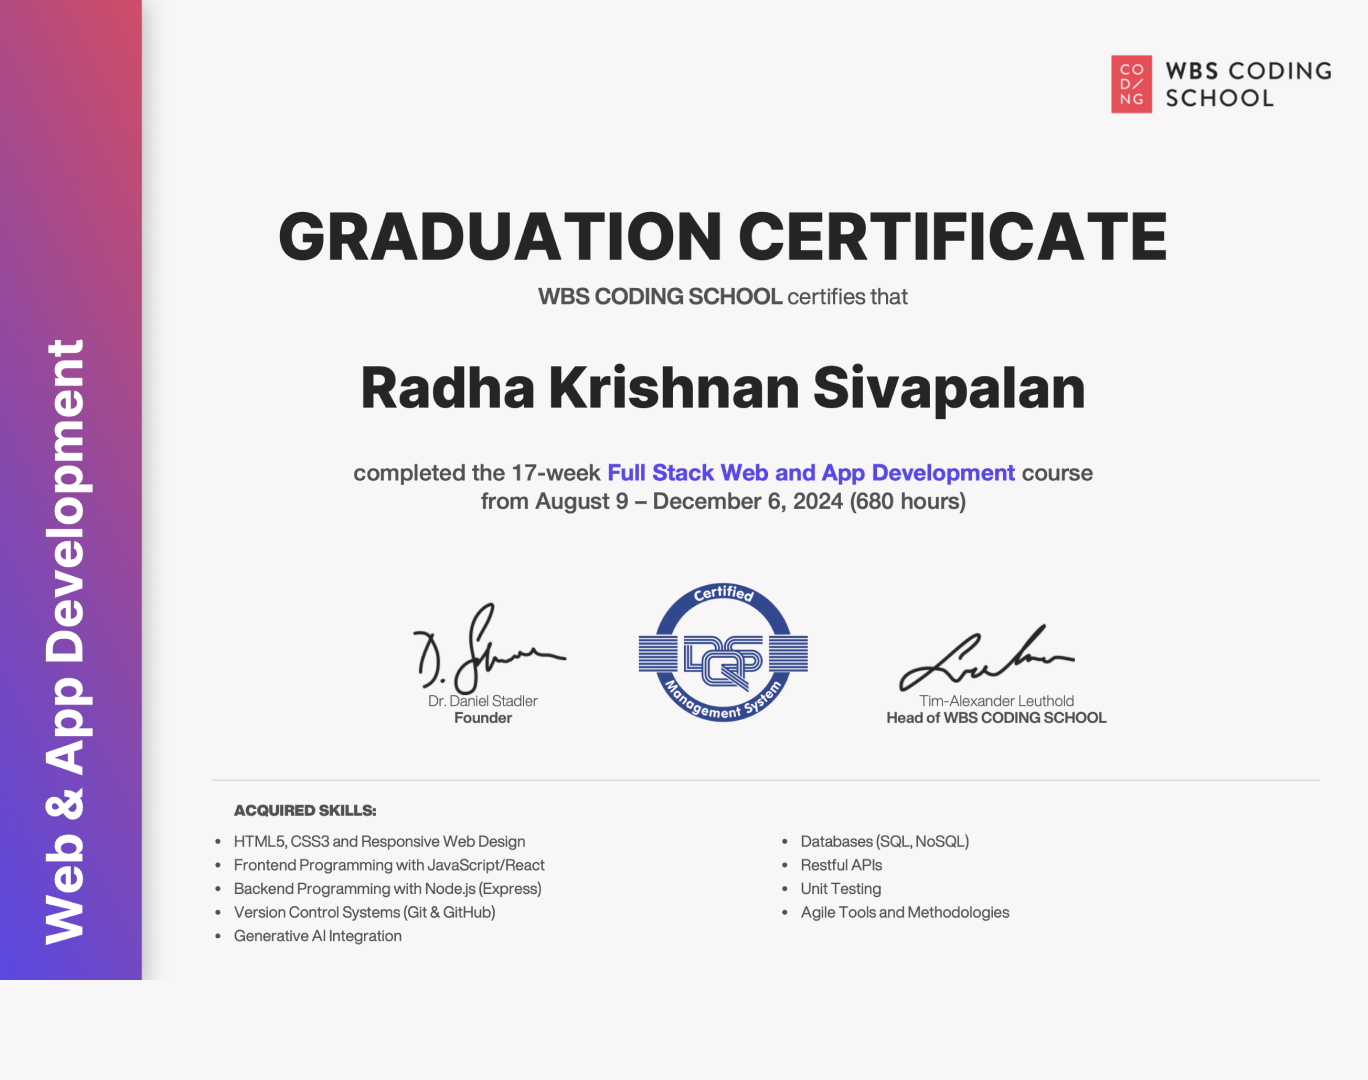 CO
D/
NG
WBS CODING
SCHOOL
GRADUATION CERTIFICATE
WBS CODING SCHOOL certifies that
Radha Krishnan Sivapalan
completed the 17-week Full Stack Web and App Development course
from August 9 – December 6, 2024 (680 hours)
Web & App Development
D. S
Certified
DQS
Management System
Dr. Daniel Stadler
Founder
Tim-Alexander Leuthold
Head of WBS CODING SCHOOL
ACQUIRED SKILLS:
• HTML5, CSS3 and Responsive Web Design
• Frontend Programming with JavaScript/React
• Backend Programming with Node.js (Express)
• Version Control Systems (Git & GitHub)
• Generative AI Integration
• Databases (SQL, NoSQL)
• Restful APIs
• Unit Testing
• Agile Tools and Methodologies